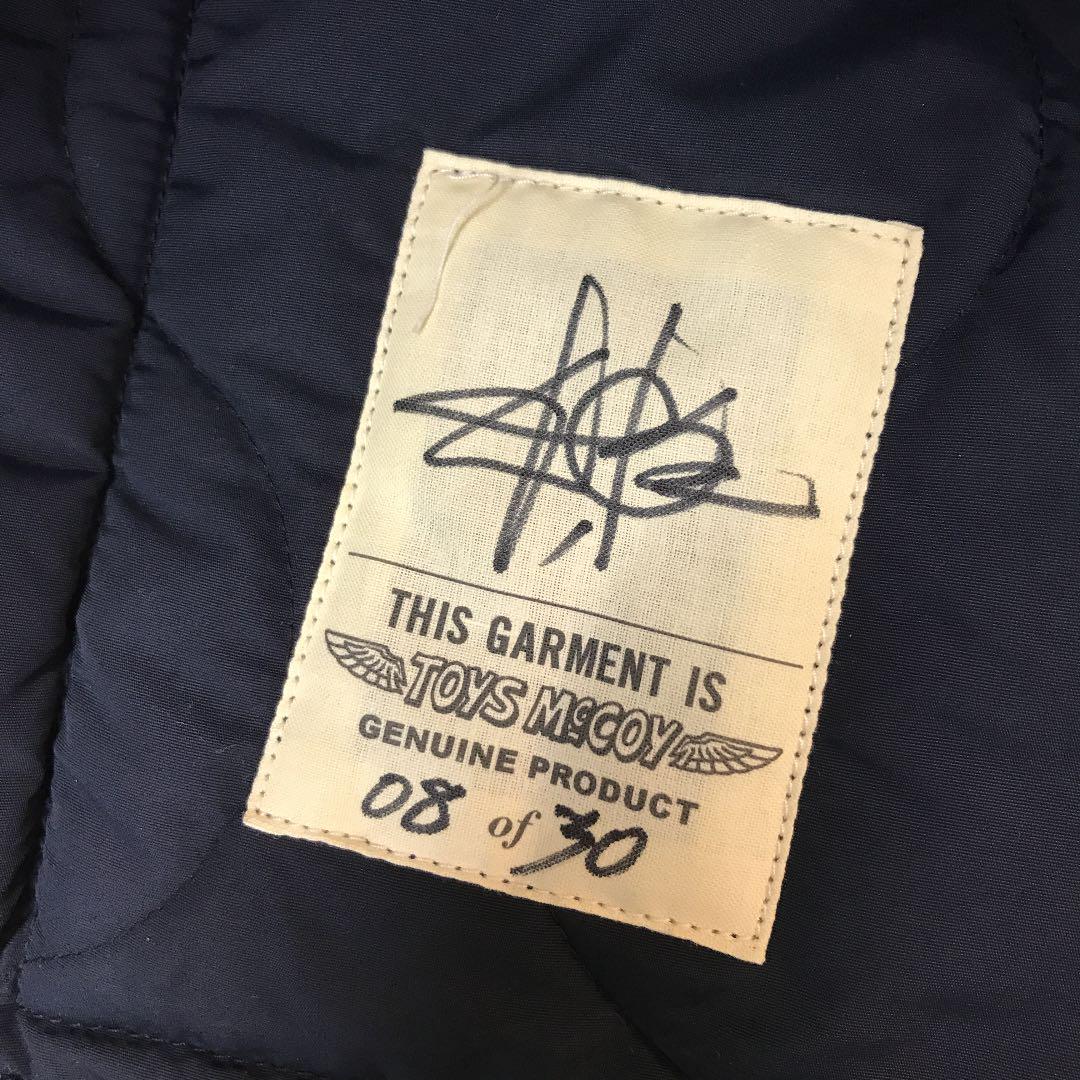 THIS GARMENT IS
TOYS McCOY
GENUINE PRODUCT
08 of 30